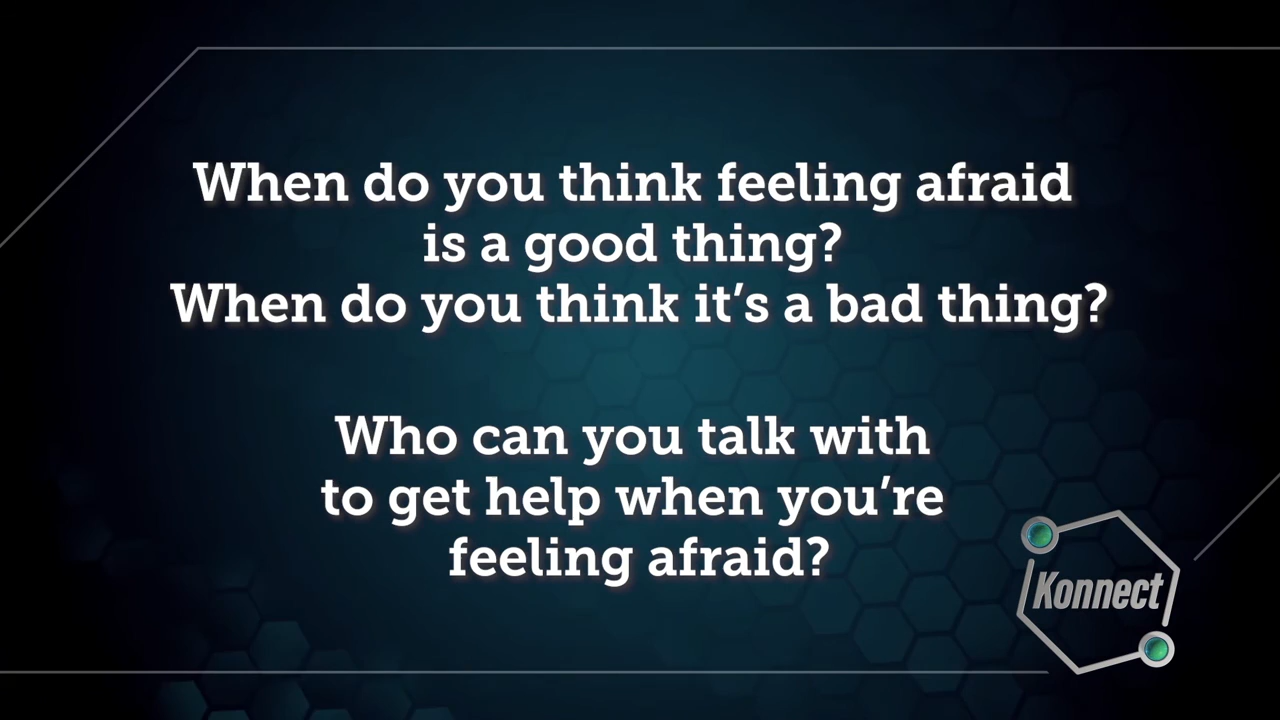 When do you think feeling afraid
is a good thing?
When do you think it’s a bad thing?
Who can you talk with
to get help when you’re
feeling afraid?
Konnect